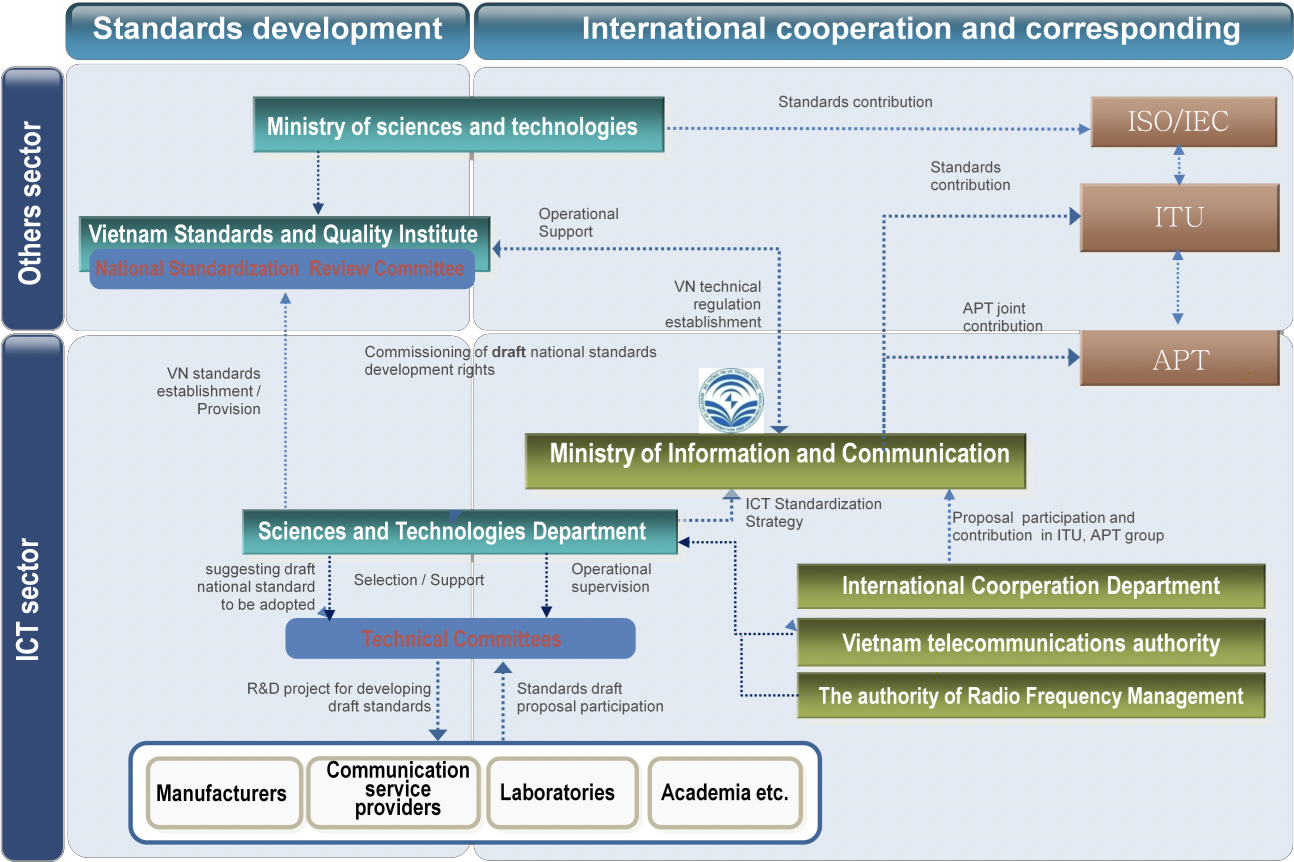 Standards development
International cooperation and corresponding
Others sector
Ministry of sciences and technologies
Standards contribution
ISO/IEC
Standards
contribution
ITU
Vietnam Standards and Quality Institute
National Standardization Review Committee
Operational
Support
VN technical
regulation
establishment
APT joint
contribution
APT
ICT sector
Commissioning of draft national standards
development rights
VN standards
establishment /
Provision
Ministry of Information and Communication
ICT Standardization
Strategy
Sciences and Technologies Department
Proposal participation and
contribution in ITU, APT group
suggesting draft
national standard
to be adopted
Selection / Support
Operational
supervision
International Coorperation Department
Technical Committees
Vietnam telecommunications authority
R&D project for developing
draft standards
Standards draft
proposal participation
The authority of Radio Frequency Management
Manufacturers
Communication
service
providers
Laboratories
Academia etc.